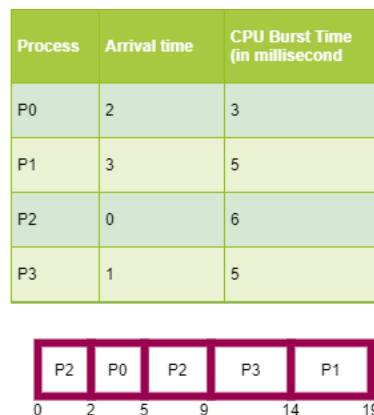 Process Arrival time CPU Burst Time
(in millisecond
P0 2 3
P1 3 5
P2 0 6
P3 1 5
P2 P0 P2 P3 P1
0 2 5 9 14 19